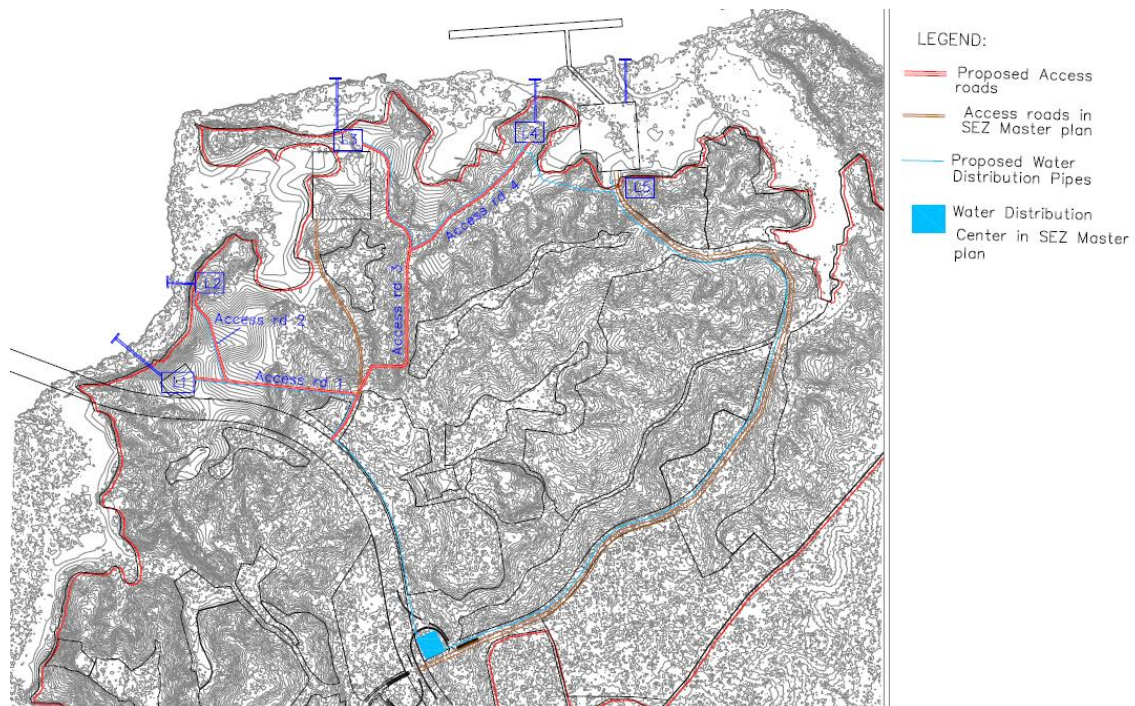 LEGEND:
Proposed Access
roads
Access roads in
SEZ Master plan
Proposed Water
Distribution Pipes
Water Distribution
Center in SEZ Master
plan
L3
L4
L5
Access rd 4
L2
Access rd 3
Access rd 2
L1
Access rd 1